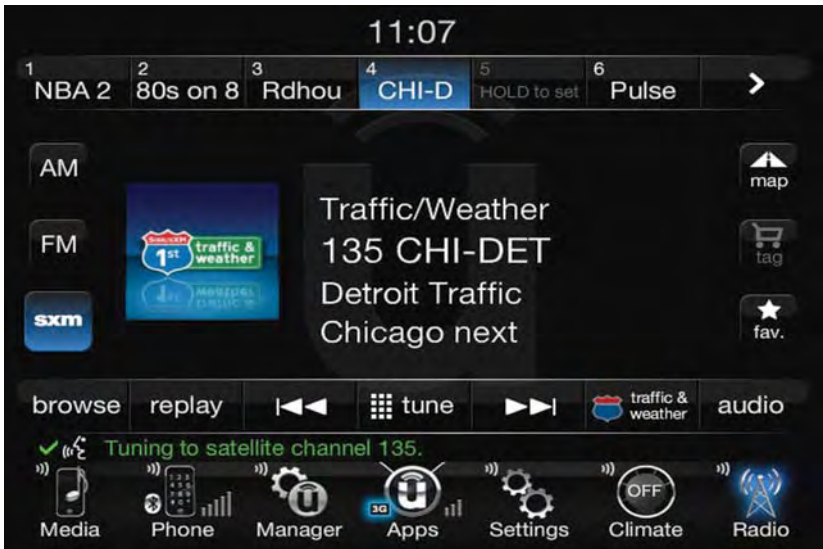 11:07
1 2 3 4 5 6
NBA 2 80s on 8 Rdhou CHI-D HOLD to set Pulse
AM
map
Traffic/Weather
SiriusXM
1st traffic & weather
135 CHI-DET
FM
tag
Detroit Traffic
sxm
Chicago next
fav.
browse replay tune traffic & weather audio
Tuning to satellite channel 135.
3G
OFF
Media Phone Manager Apps Settings Climate Radio